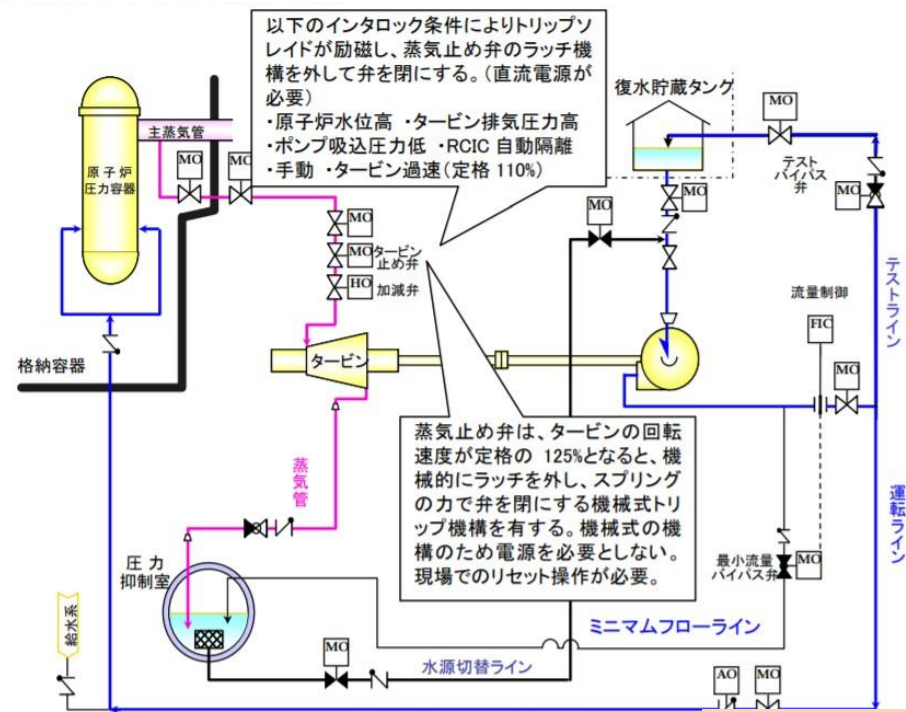 以下のインタロック条件によりトリップソ
レイドが励磁し、蒸気止め弁のラッチ機
構を外して弁を閉にする。(直流電源が
必要)
・原子炉水位高 ・タービン排気圧力高
・ポンプ吸込圧力低 ・RCIC 自動隔離
・手動 ・タービン過速(定格 110%)
復水貯蔵タンク
MO
主蒸気管
MO
MO
原子炉
圧力容器
テスト
バイパス
弁
MO
MO
MO
MO
MO
タービン
止め弁
HO
加減弁
テストライン
流量制御
FIC
格納容器
タービン
MO
蒸気管
蒸気止め弁は、タービンの回転
速度が定格の 125%となると、機
械的にラッチを外し、スプリング
の力で弁を閉にする機械式トリ
ップ機構を有する。機械式の機
構のため電源を必要としない。
現場でのリセット操作が必要。
運転ライン
圧力
抑制室
最小流量
バイパス弁
MO
給水系
ミニマムフローライン
MO
水源切替ライン
AO
MO